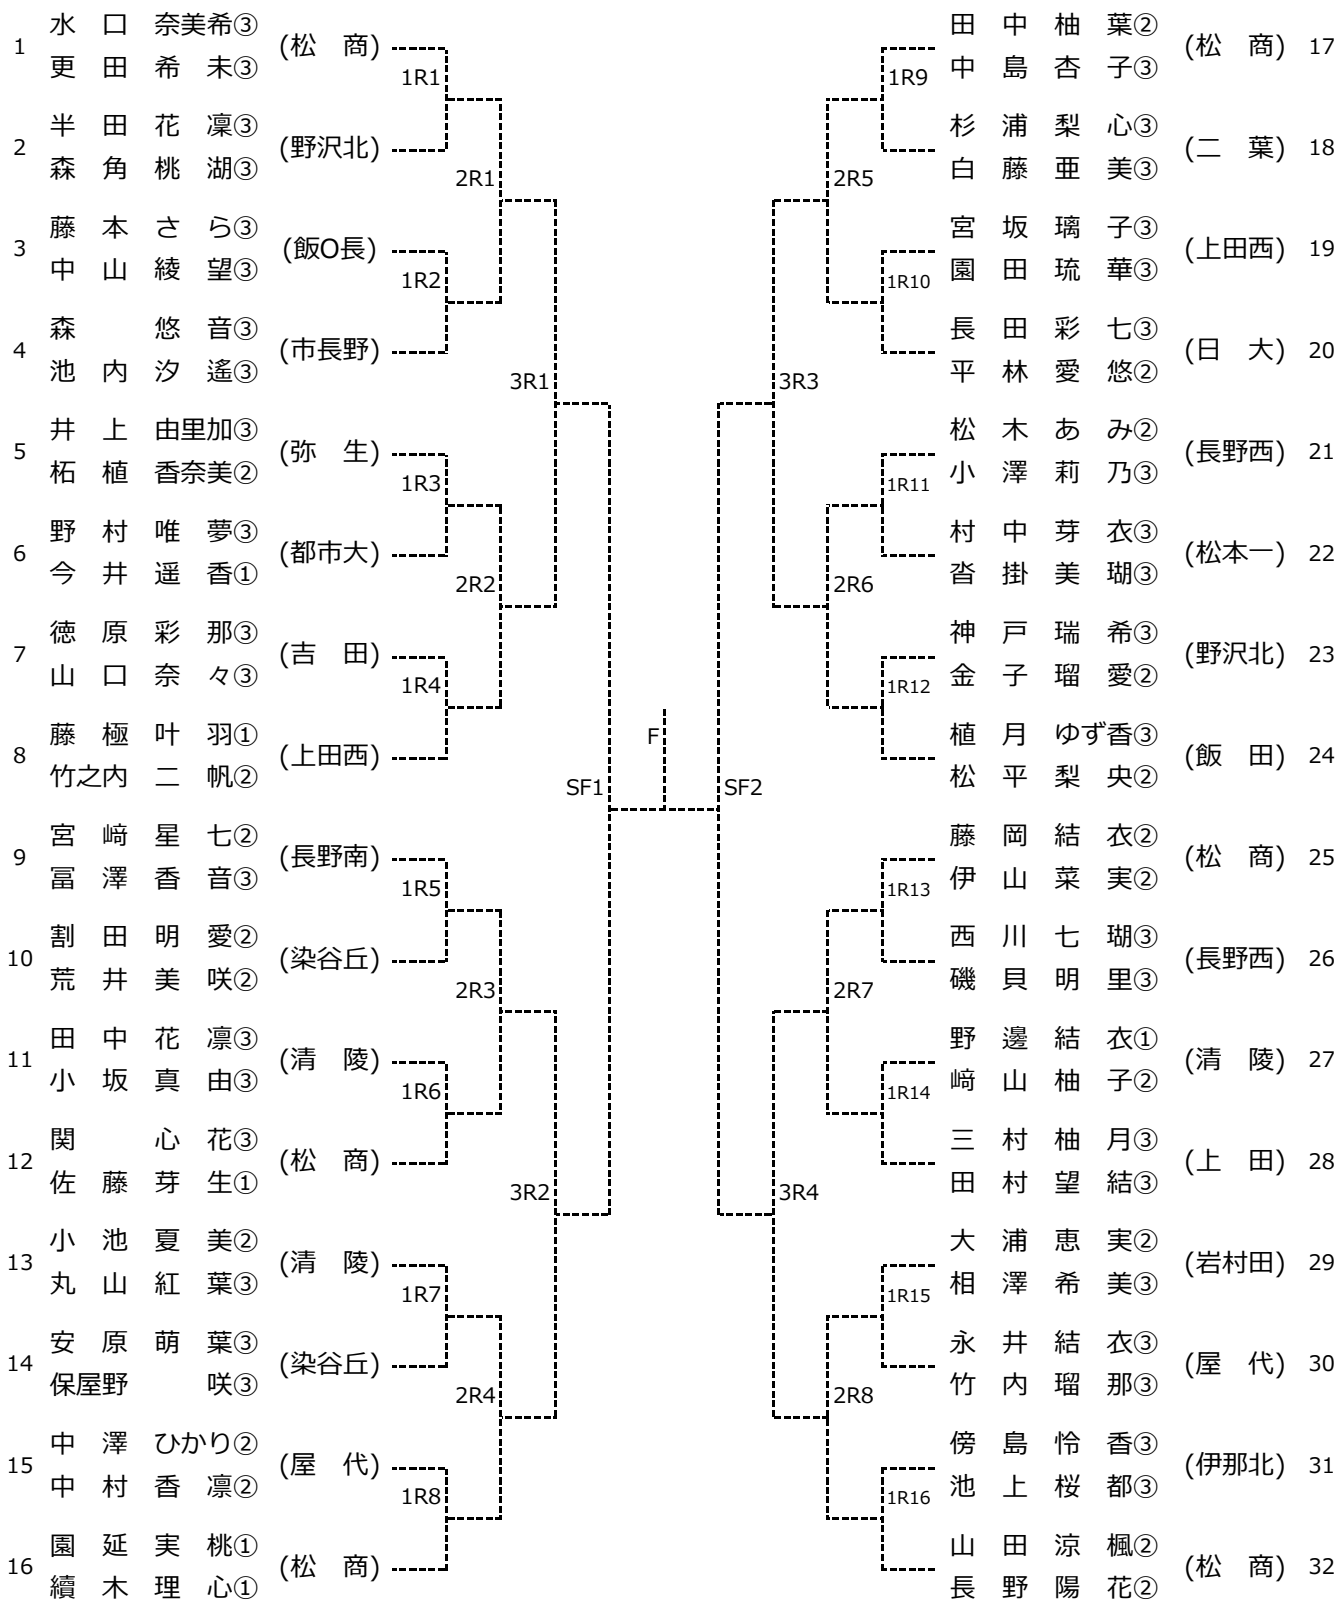 1 水口 奈美希③ (松 商)
更田希未③
1R1
2 半田花凜③ (野沢北)
森角桃湖③
2R1
3 藤本さら③ (飯O長)
中山綾望③
1R2
4 森 悠音③ (市長野)
池内汐遙③
3R1
5 井上 由里加③ (弥 生)
柘植 香奈美②
1R3
6 野村唯夢③ (都市大)
今井遥香①
2R2
7 徳原彩那③ (吉 田)
山口奈々③
1R4
8 藤極叶羽① (上田西)
竹之内二帆②
SF1
9 宮﨑星七② (長野南)
冨澤香音③
1R5
10 割田明愛② (染谷丘)
荒井美咲②
2R3
11 田中花凛③ (清 陵)
小坂真由③
1R6
12 関 心花③ (松 商)
佐藤芽生①
3R2
13 小池夏美② (清 陵)
丸山紅葉③
1R7
14 安原萌葉③ (染谷丘)
保屋野 咲③
2R4
15 中澤 ひかり② (屋 代)
中村香凛②
1R8
16 園延実桃① (松 商)
續木理心①
F
田中柚葉② (松 商) 17
中島杏子③
1R9
杉浦梨心③ (二 葉) 18
白藤亜美③
2R5
宮坂璃子③ (上田西) 19
園田琉華③
1R10
長田彩七③ (日 大) 20
平林愛悠②
3R3
松木あみ② (長野西) 21
小澤莉乃③
1R11
村中芽衣③ (松本一) 22
沓掛美瑚③
2R6
神戸瑞希③ (野沢北) 23
金子瑠愛②
1R12
植月 ゆず香③ (飯 田) 24
松平梨央②
SF2
藤岡結衣② (松 商) 25
伊山菜実②
1R13
西川七瑚③ (長野西) 26
磯貝明里③
2R7
野邊結衣① (清 陵) 27
﨑山柚子②
1R14
三村柚月③ (上 田) 28
田村望結③
3R4
大浦恵実② (岩村田) 29
相澤希美③
1R15
永井結衣③ (屋 代) 30
竹内瑠那③
2R8
傍島怜香③ (伊那北) 31
池上桜都③
1R16
山田涼楓② (松 商) 32
長野陽花②